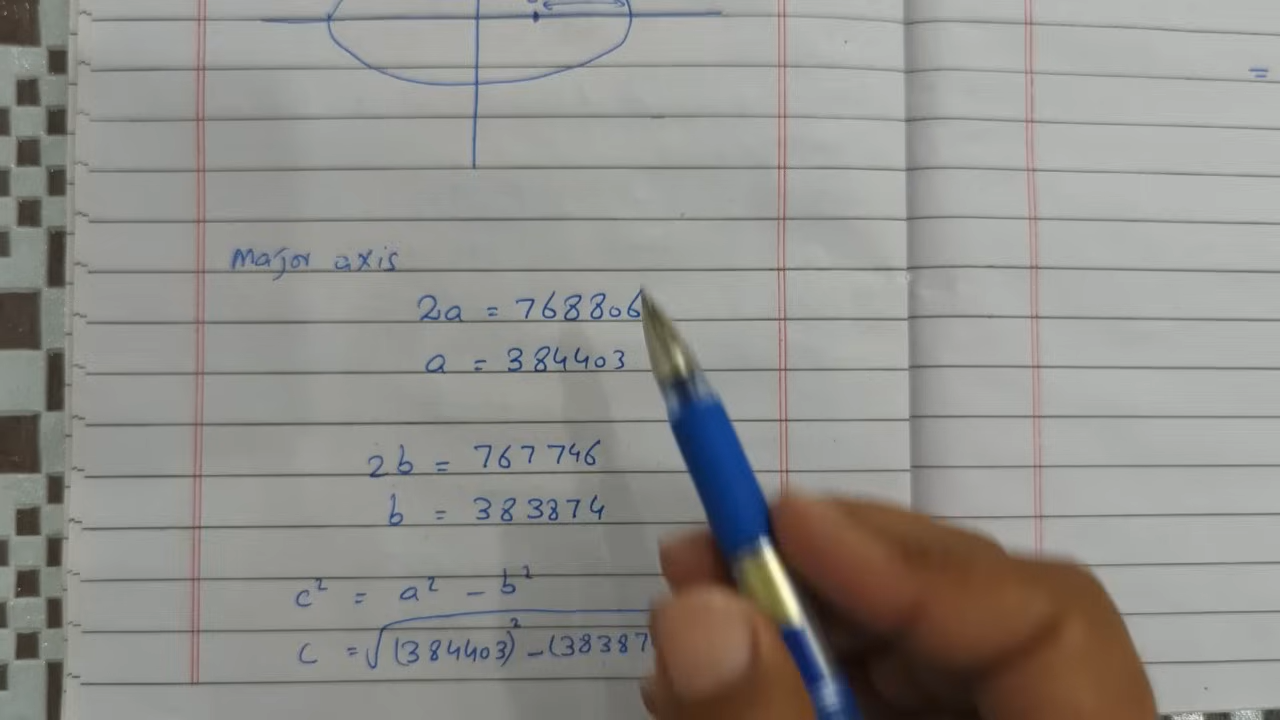 =
Major axis
2a = 768806
a = 384403
2b = 767746
b = 383874
c² = a² - b²
c = √(384403)² - (38387